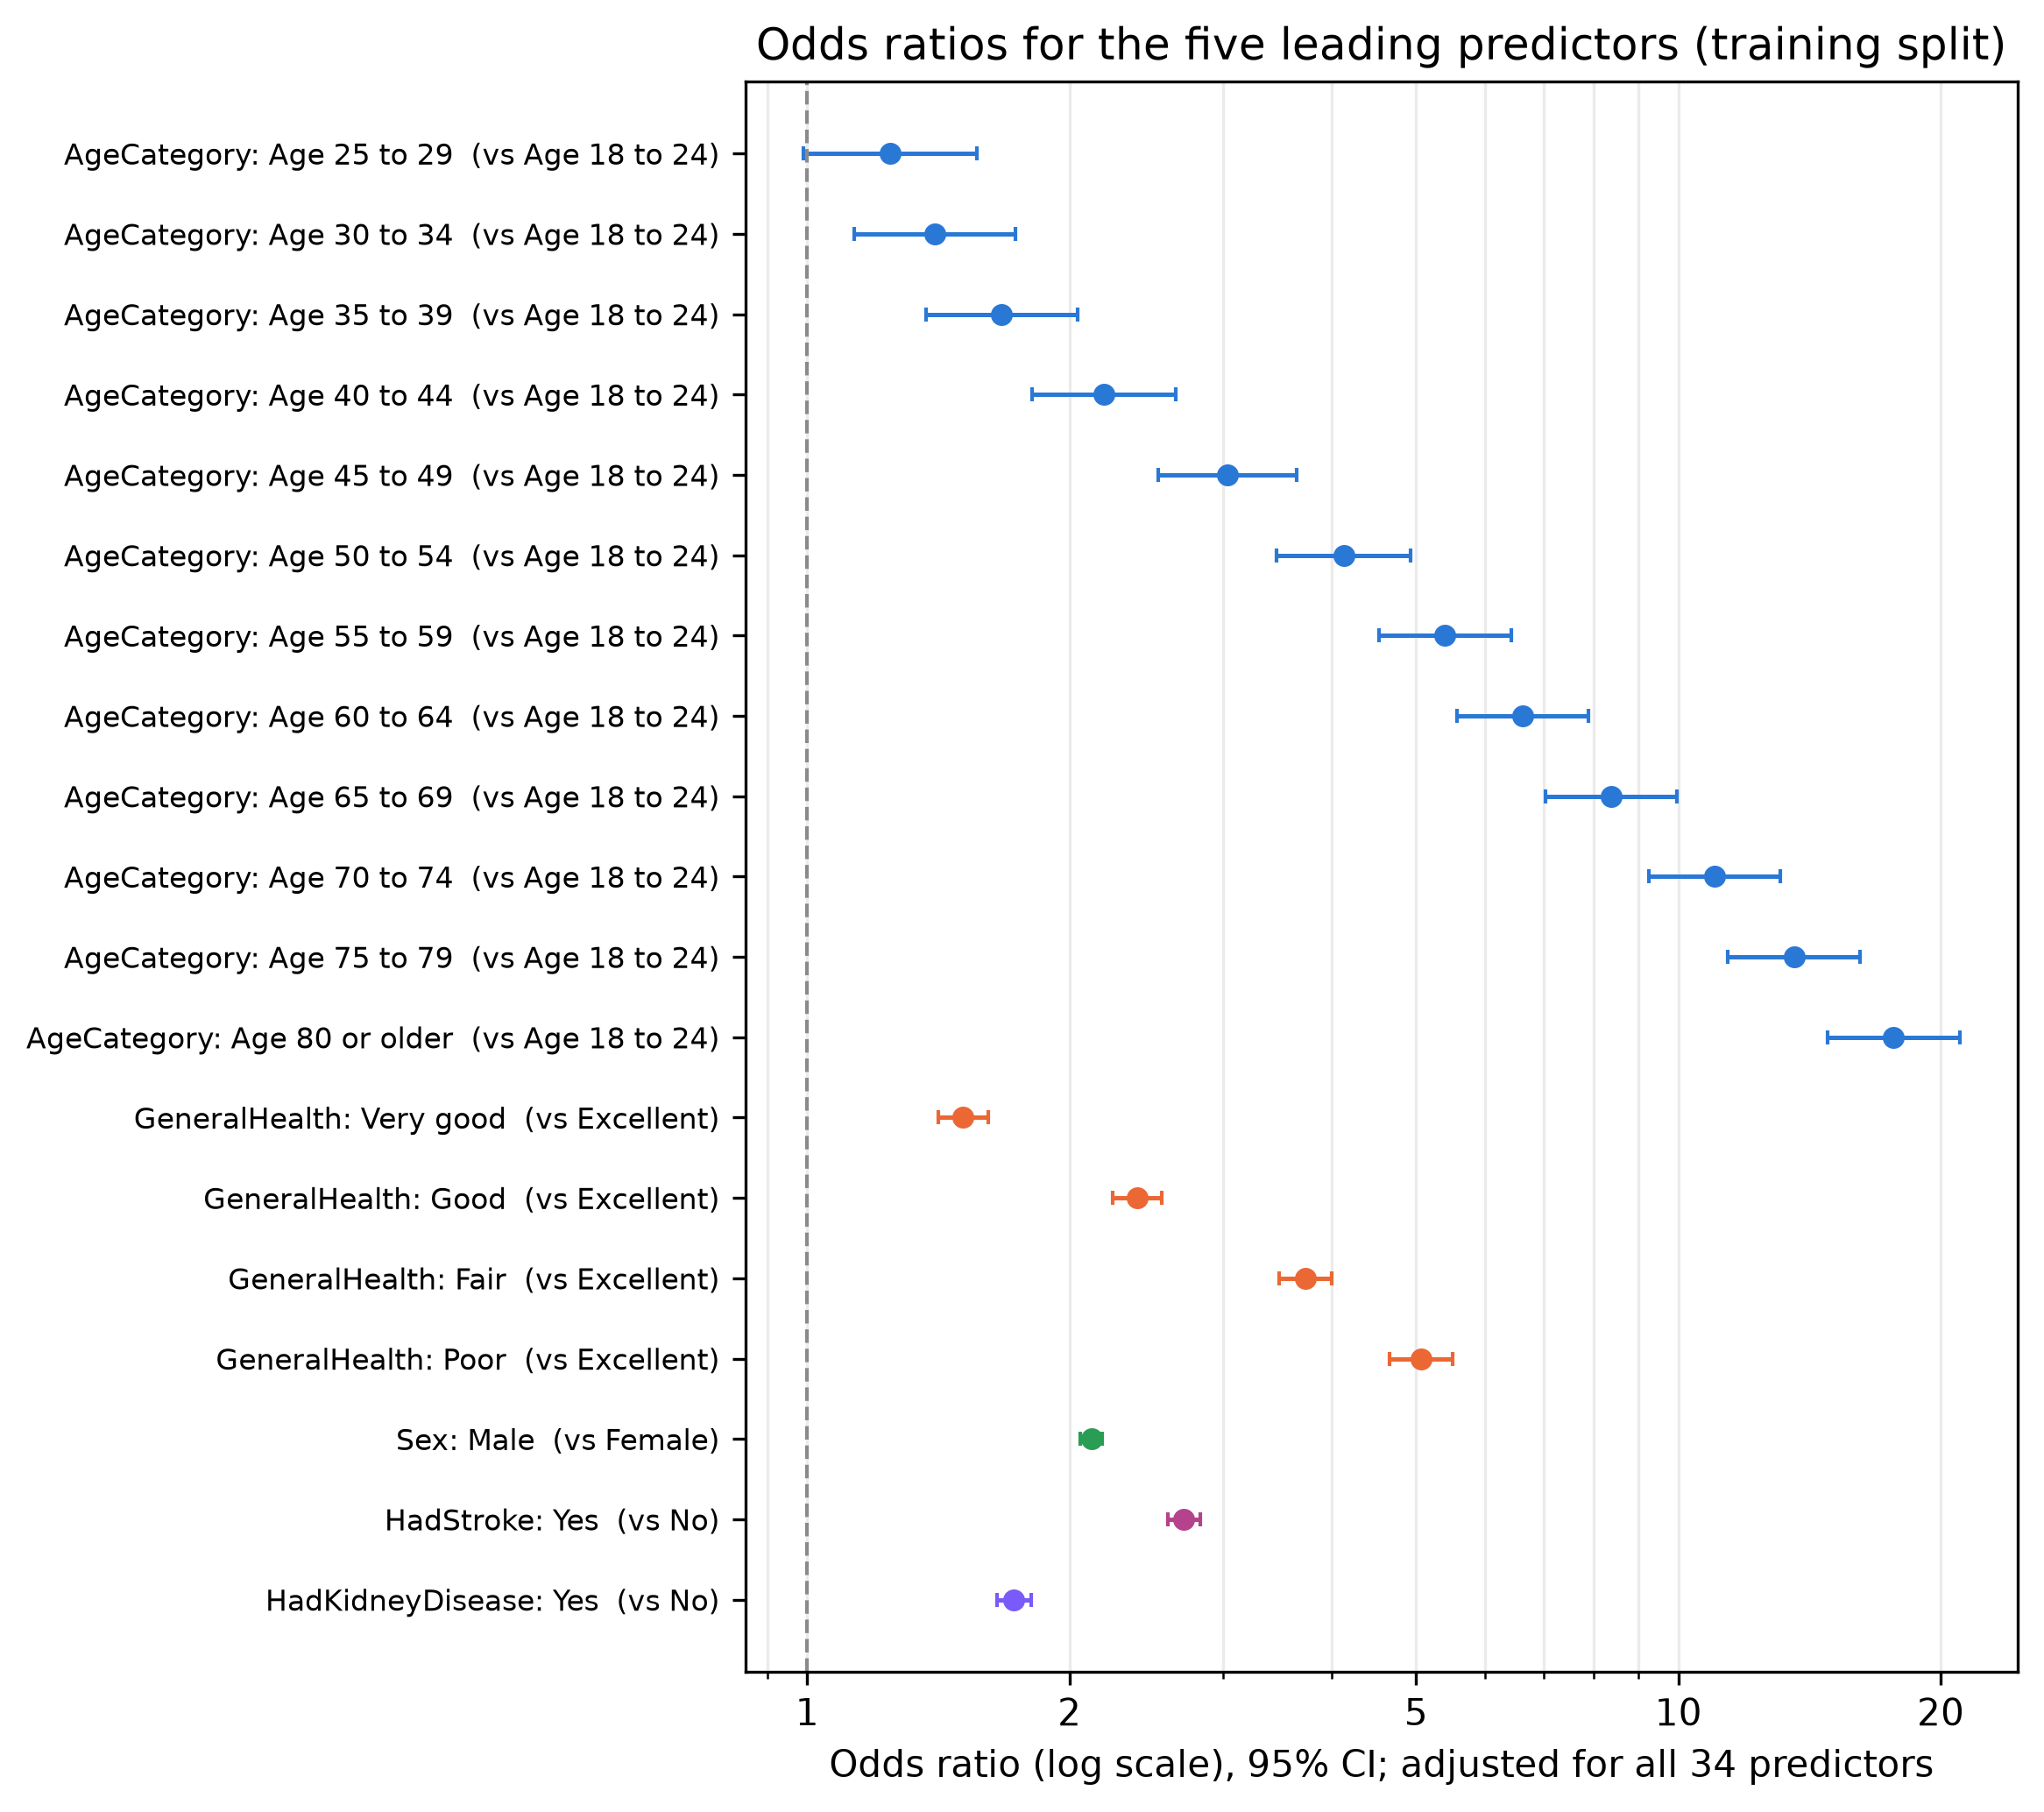 Odds ratios for the five leading predictors (training split)
AgeCategory: Age 25 to 29  (vs Age 18 to 24)
AgeCategory: Age 30 to 34  (vs Age 18 to 24)
AgeCategory: Age 35 to 39  (vs Age 18 to 24)
AgeCategory: Age 40 to 44  (vs Age 18 to 24)
AgeCategory: Age 45 to 49  (vs Age 18 to 24)
AgeCategory: Age 50 to 54  (vs Age 18 to 24)
AgeCategory: Age 55 to 59  (vs Age 18 to 24)
AgeCategory: Age 60 to 64  (vs Age 18 to 24)
AgeCategory: Age 65 to 69  (vs Age 18 to 24)
AgeCategory: Age 70 to 74  (vs Age 18 to 24)
AgeCategory: Age 75 to 79  (vs Age 18 to 24)
AgeCategory: Age 80 or older  (vs Age 18 to 24)
GeneralHealth: Very good  (vs Excellent)
GeneralHealth: Good  (vs Excellent)
GeneralHealth: Fair  (vs Excellent)
GeneralHealth: Poor  (vs Excellent)
Sex: Male  (vs Female)
HadStroke: Yes  (vs No)
HadKidneyDisease: Yes  (vs No)
1 2 5 10 20
Odds ratio (log scale), 95% CI; adjusted for all 34 predictors